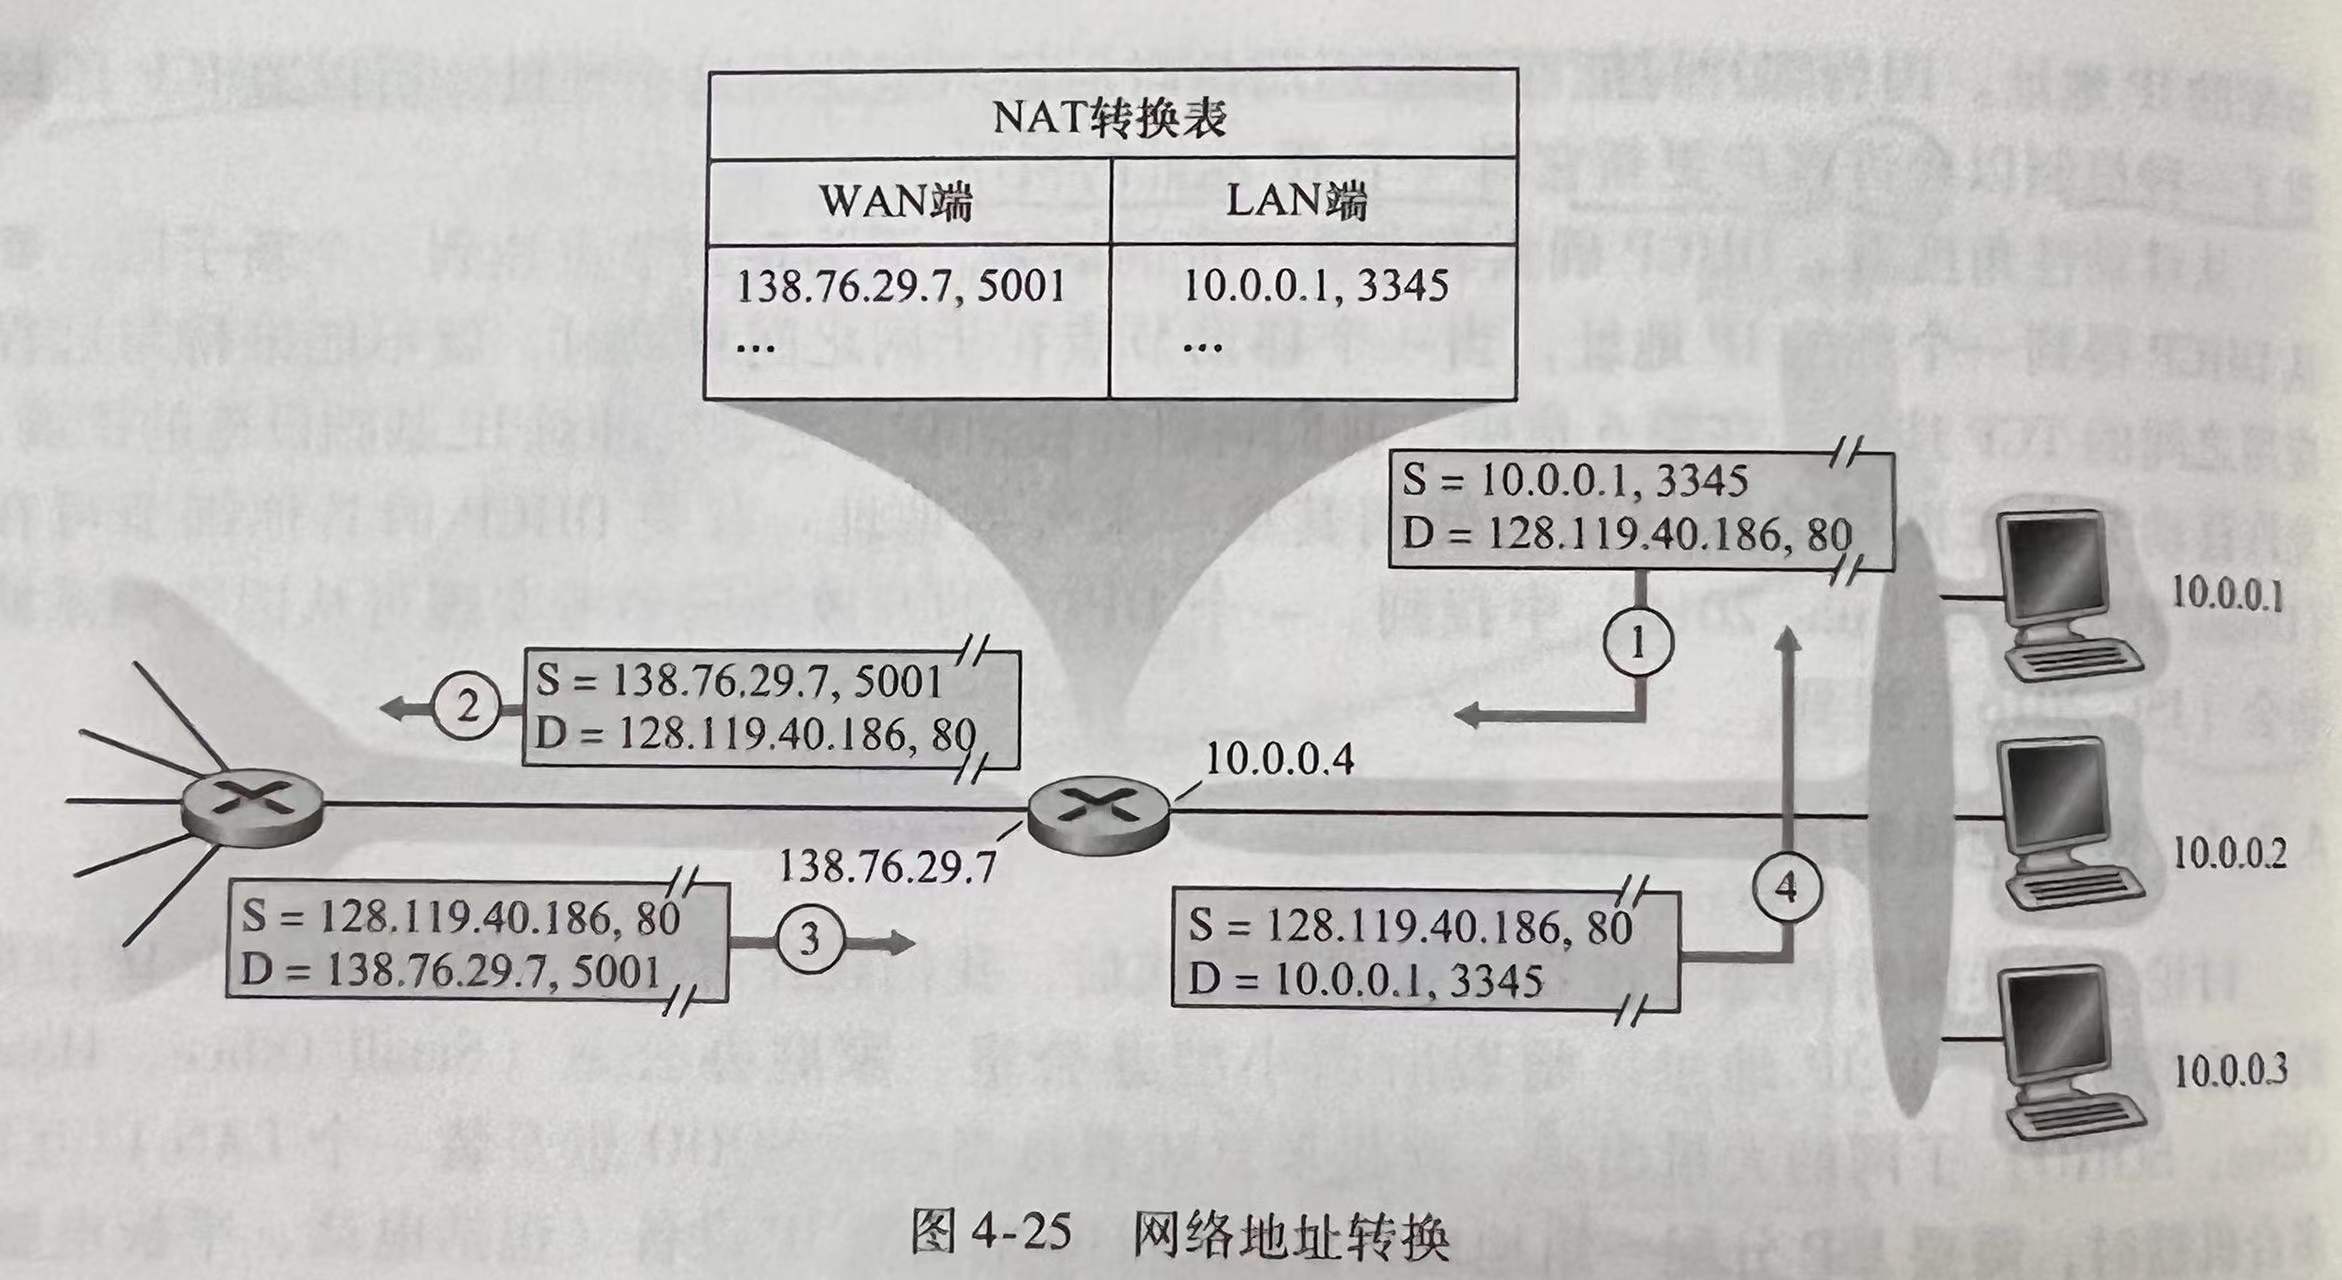 NAT转换表
WAN端 LAN端
138.76.29.7, 5001 10.0.0.1, 3345
... ...
S = 10.0.0.1, 3345
D = 128.119.40.186, 80
1
10.0.0.1
2
S = 138.76.29.7, 5001
D = 128.119.40.186, 80
10.0.0.4
138.76.29.7
10.0.0.2
4
S = 128.119.40.186, 80
D = 138.76.29.7, 5001
3
S = 128.119.40.186, 80
D = 10.0.0.1, 3345
10.0.0.3
图 4-25 网络地址转换